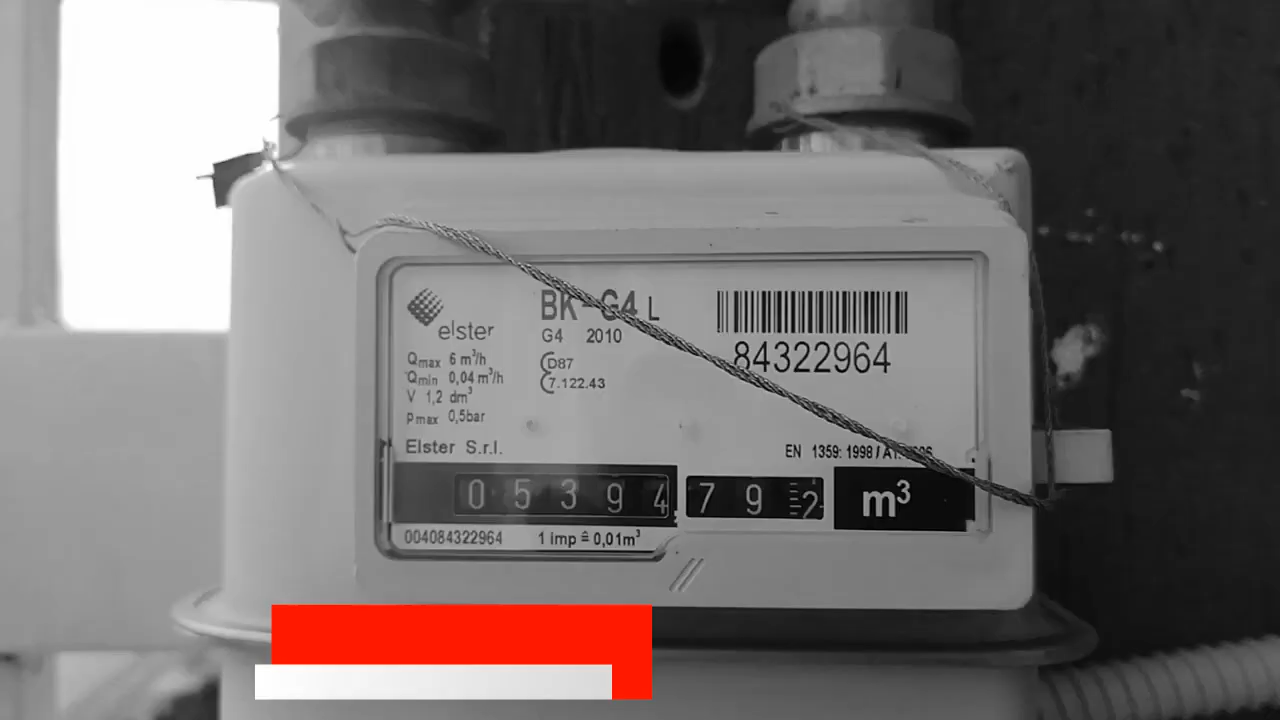 elster
BK-G4 L
G4 2010
D87
7.122.43
84322964
Qmax 6 m³/h
Qmin 0,04 m³/h
V 1,2 dm³
pmax 0,5bar
Elster S.r.l.
EN 1359: 1998 / A1:
0 5 3 9 4 7 9 2 m³
004084322964 1 imp ≙ 0,01m³